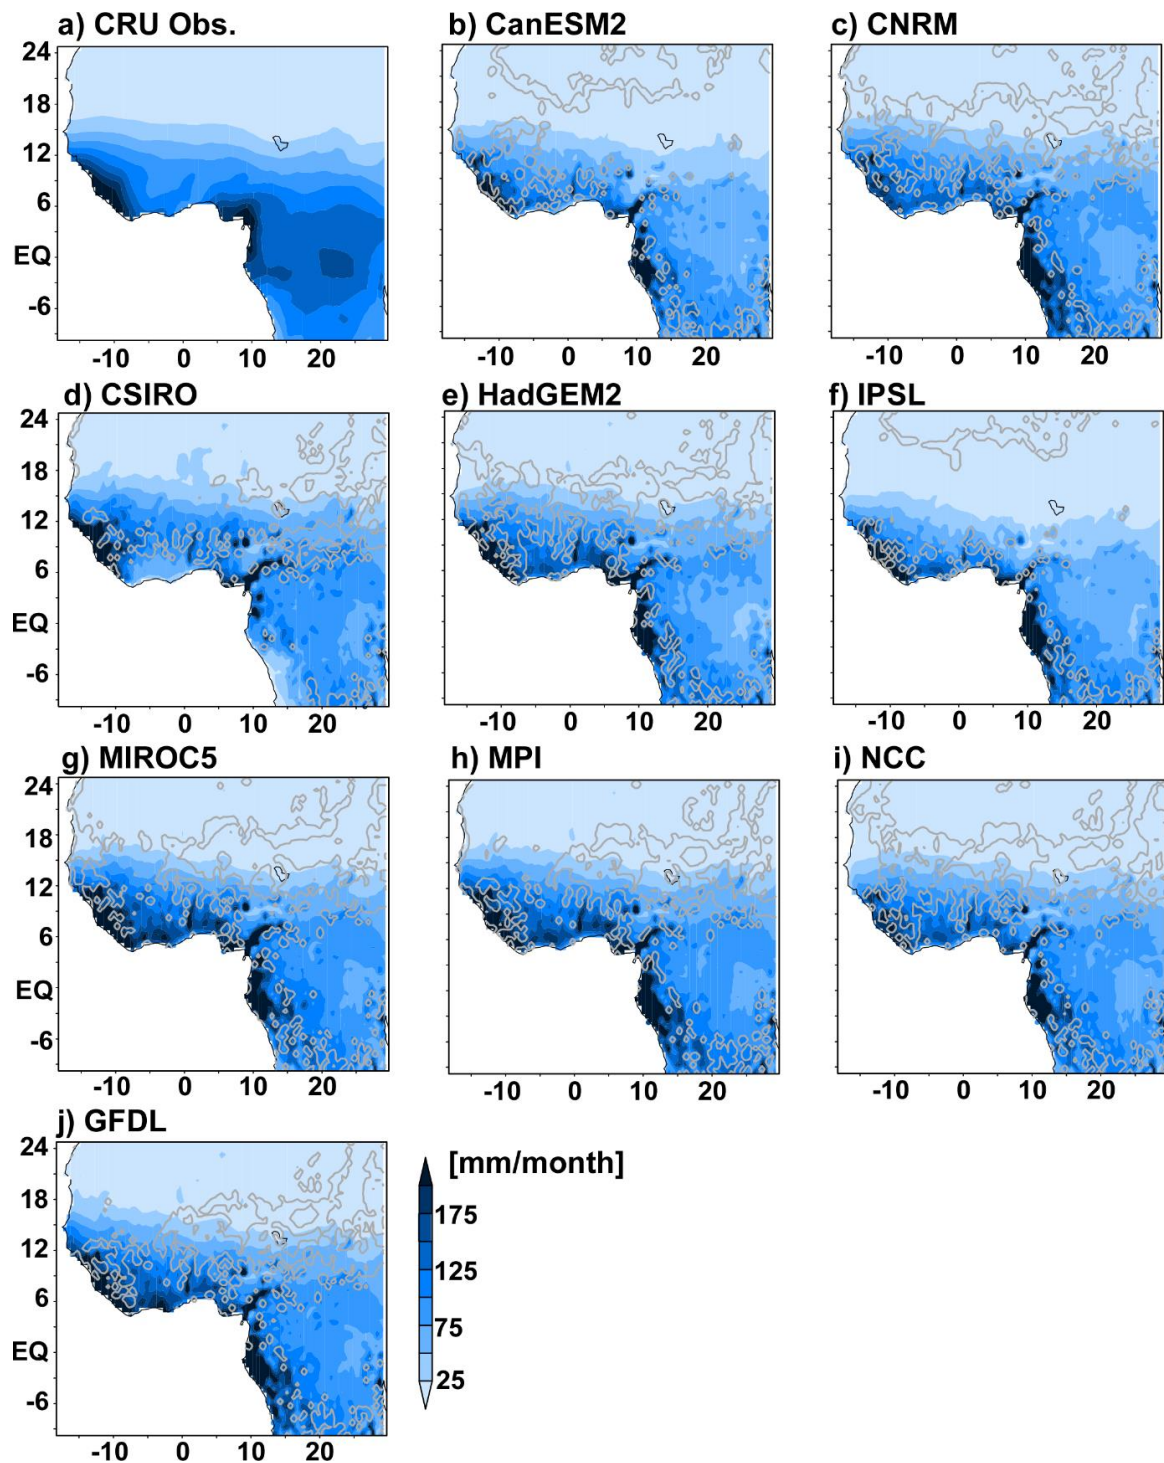 a) CRU Obs.
b) CanESM2
c) CNRM
24
18
12
6
EQ
-6
-10 0 10 20
-10 0 10 20
-10 0 10 20
d) CSIRO
e) HadGEM2
f) IPSL
24
18
12
6
EQ
-6
-10 0 10 20
-10 0 10 20
-10 0 10 20
g) MIROC5
h) MPI
i) NCC
24
18
12
6
EQ
-6
-10 0 10 20
-10 0 10 20
-10 0 10 20
j) GFDL
24
18
12
6
EQ
-6
-10 0 10 20
[mm/month]
175
125
75
25